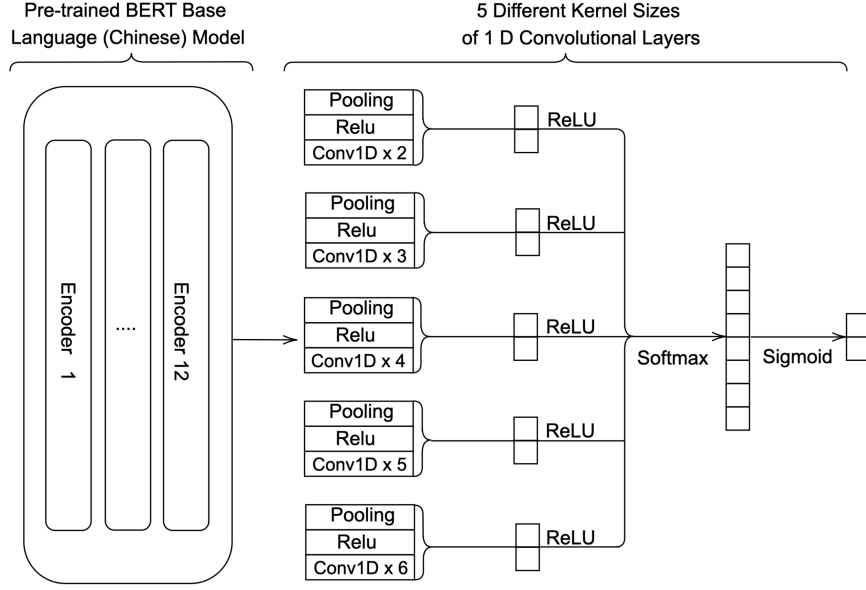 Pre-trained BERT Base
Language (Chinese) Model
5 Different Kernel Sizes
of 1 D Convolutional Layers
Encoder 1
....
Encoder 12
Pooling
Relu
Conv1D x 2
ReLU
Pooling
Relu
Conv1D x 3
ReLU
Pooling
Relu
Conv1D x 4
ReLU
Pooling
Relu
Conv1D x 5
ReLU
Pooling
Relu
Conv1D x 6
ReLU
Softmax
Sigmoid